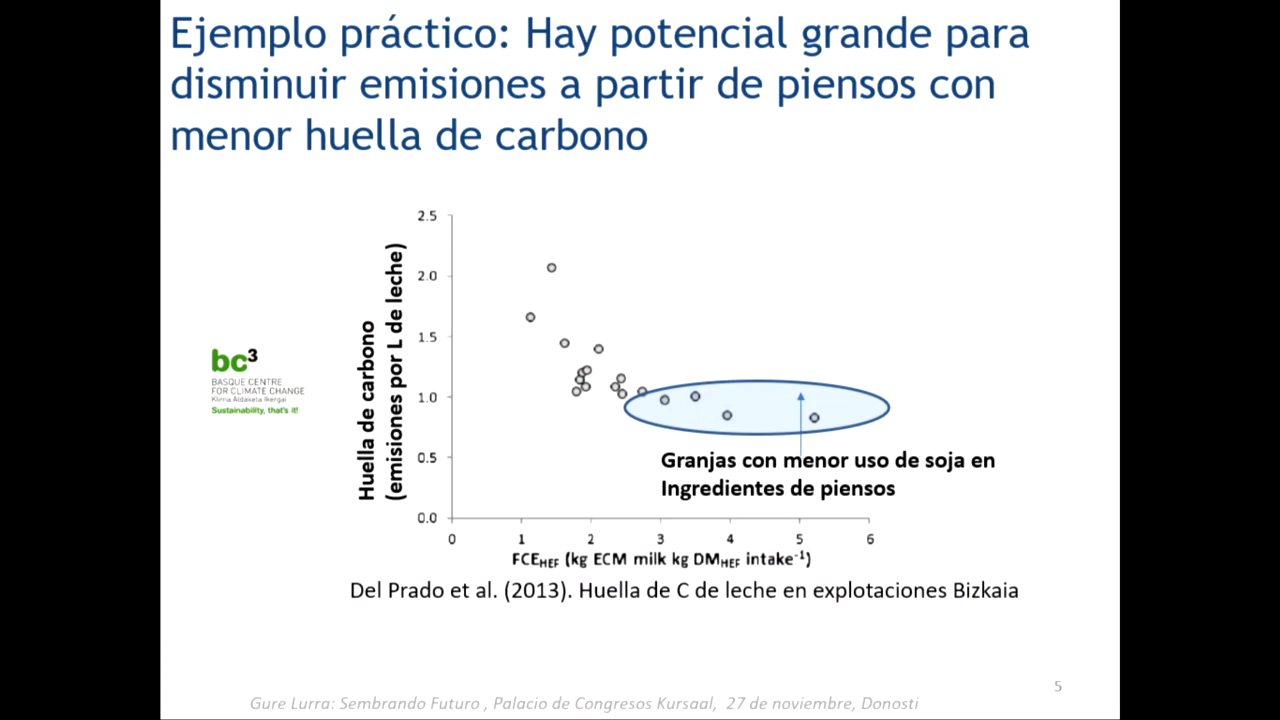 Ejemplo práctico: Hay potencial grande para
disminuir emisiones a partir de piensos con
menor huella de carbono
Huella de carbono
(emisiones por L de leche)
2.5
2.0
1.5
1.0
0.5
0.0
0 1 2 3 4 5 6
FCE_HEF (kg ECM milk kg DM_HEF intake⁻¹)
Granjas con menor uso de soja en
Ingredientes de piensos
bc³
BASQUE CENTRE
FOR CLIMATE CHANGE
Klima Aldaketa Ikergai
Sustainability, that's it!
Del Prado et al. (2013). Huella de C de leche en explotaciones Bizkaia
5
Gure Lurra: Sembrando Futuro , Palacio de Congresos Kursaal, 27 de noviembre, Donosti